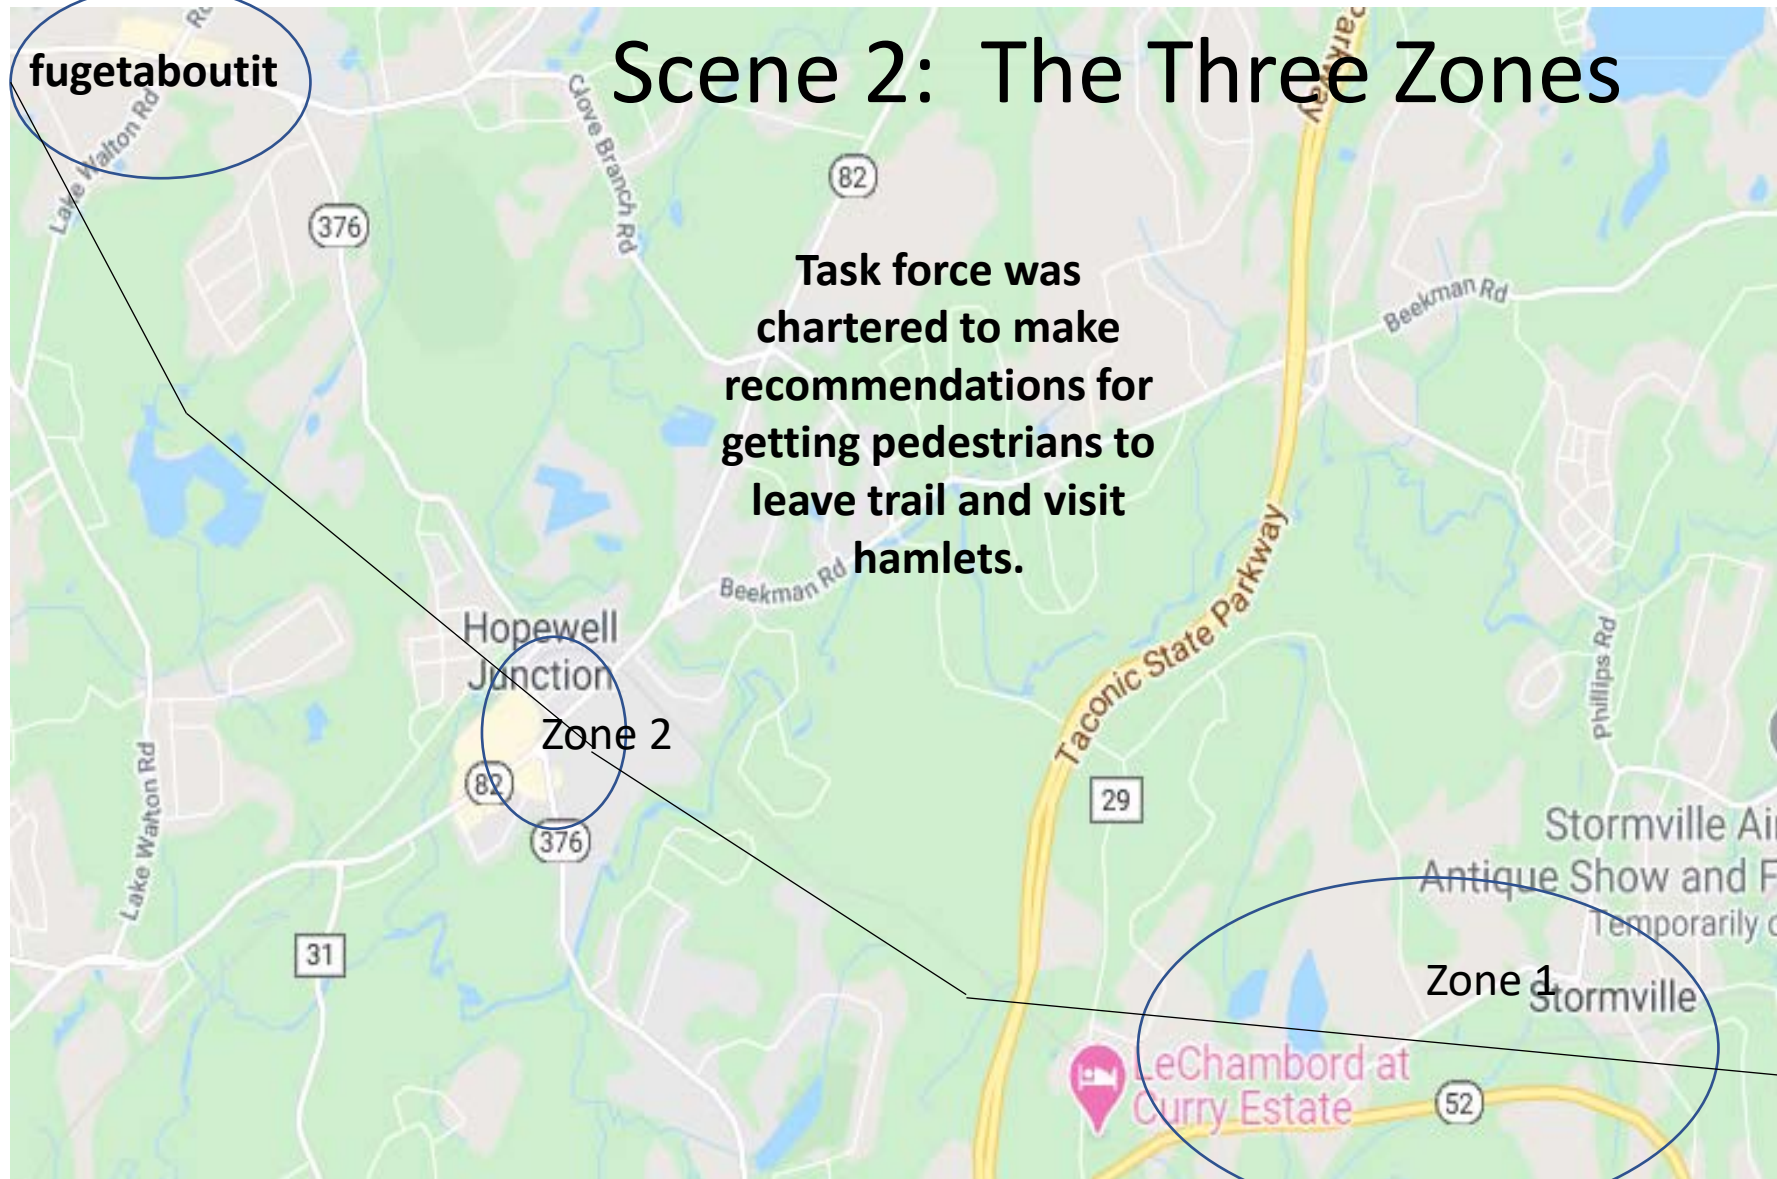 Scene 2: The Three Zones
fugetaboutit
Lake Walton Rd
Clove Branch Rd
Parkway
82
376
Task force was
chartered to make
recommendations for
getting pedestrians to
leave trail and visit
hamlets.
Beekman Rd
Beekman Rd
Taconic State Parkway
Hopewell
Junction
Zone 2
82
376
Phillips Rd
29
Lake Walton Rd
31
Stormville Air
Antique Show and F
Temporarily c
Zone 1
Stormville
LeChambord at
Curry Estate
52